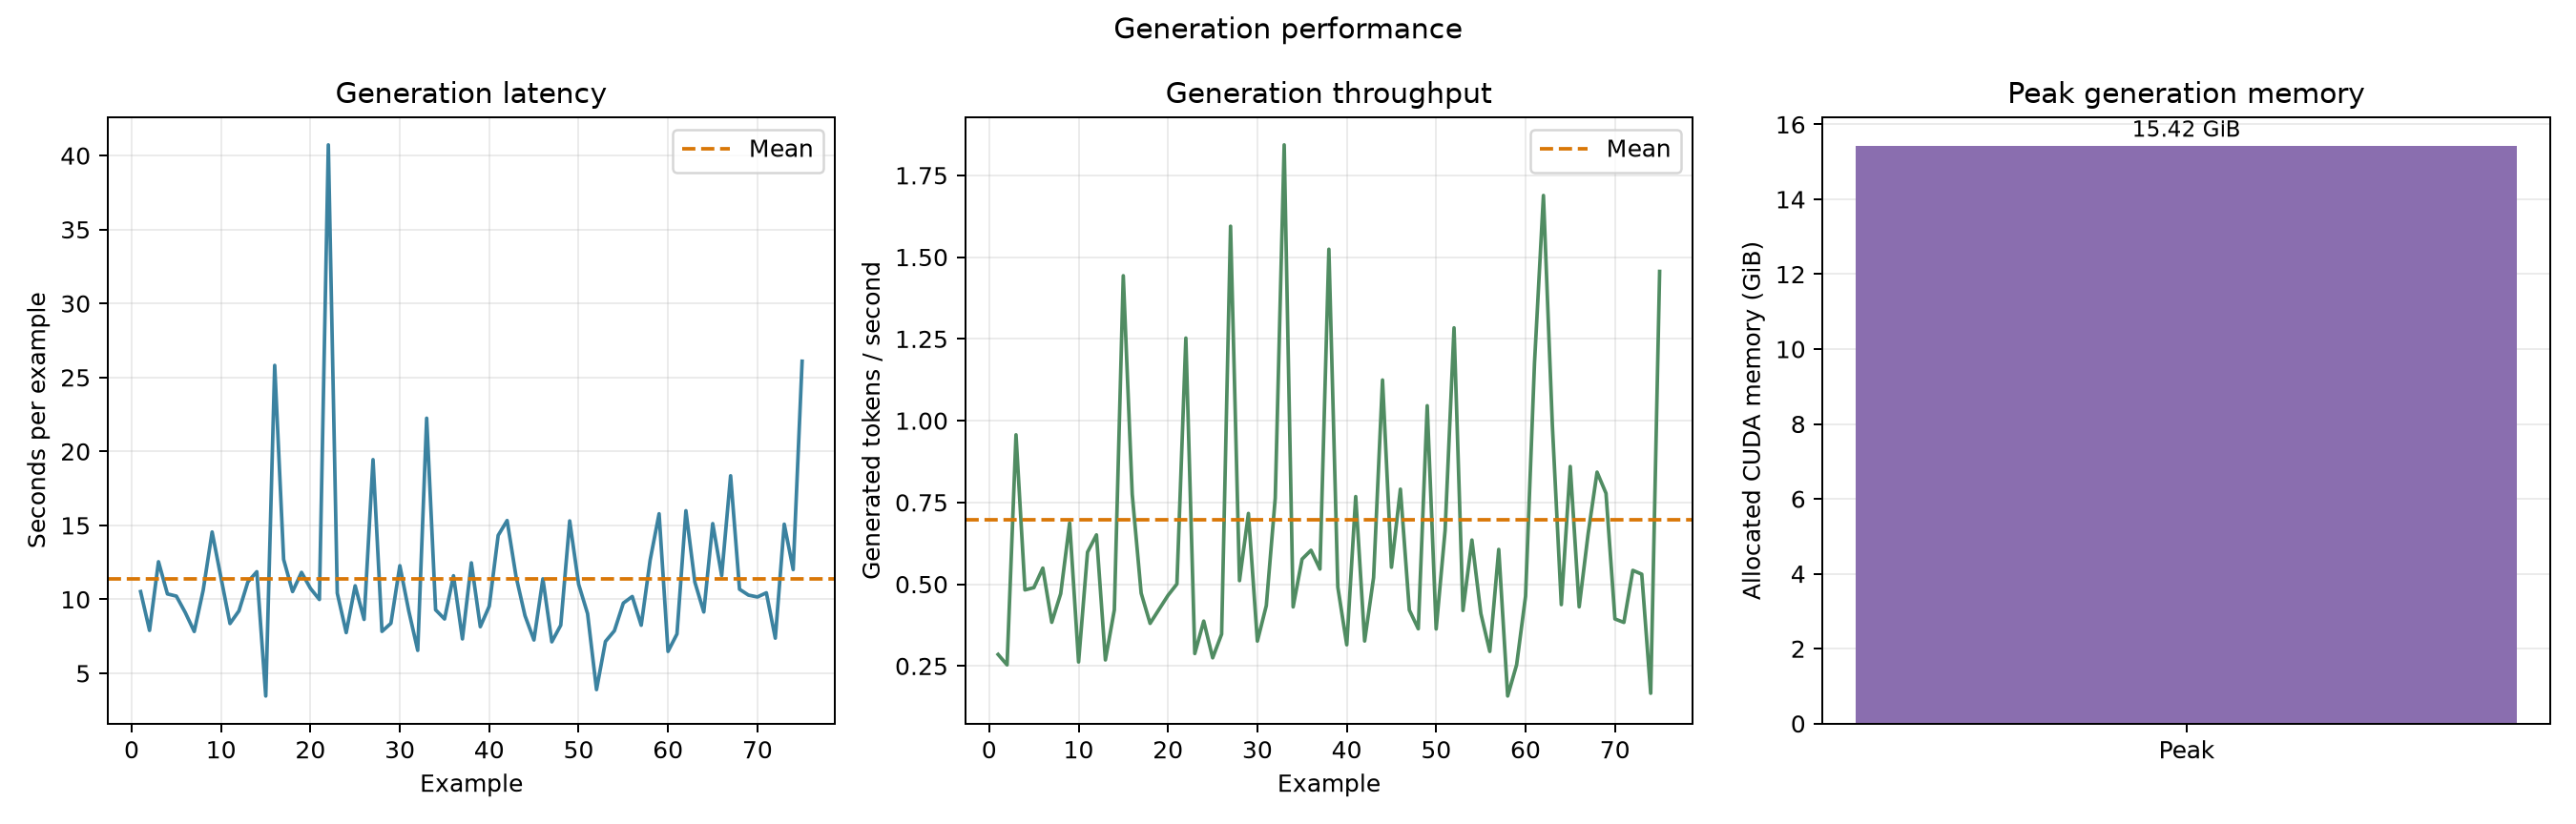 Generation performance
Generation latency
Seconds per example
40
35
30
25
20
15
10
5
Mean
0 10 20 30 40 50 60 70
Example
Generation throughput
Generated tokens / second
1.75
1.50
1.25
1.00
0.75
0.50
0.25
Mean
0 10 20 30 40 50 60 70
Example
Peak generation memory
Allocated CUDA memory (GiB)
16
14
12
10
8
6
4
2
0
15.42 GiB
Peak